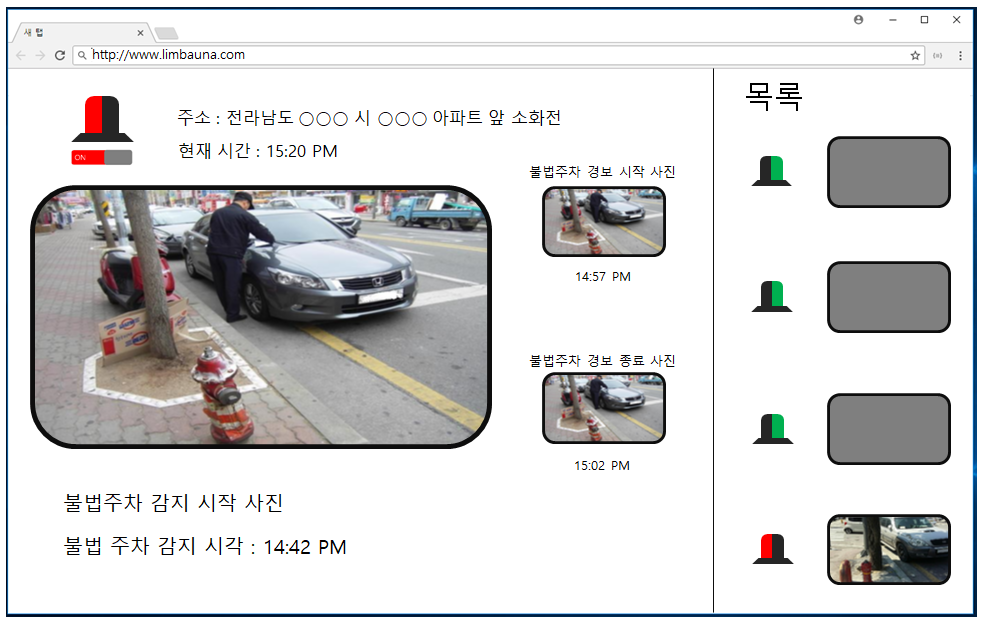 새 탭
http://www.limbauna.com
주소 : 전라남도 ○○○ 시 ○○○ 아파트 앞 소화전
현재 시간 : 15:20 PM
ON
불법주차 경보 시작 사진
14:57 PM
불법주차 경보 종료 사진
15:02 PM
불법주차 감지 시작 사진
불법 주차 감지 시각 : 14:42 PM
목록